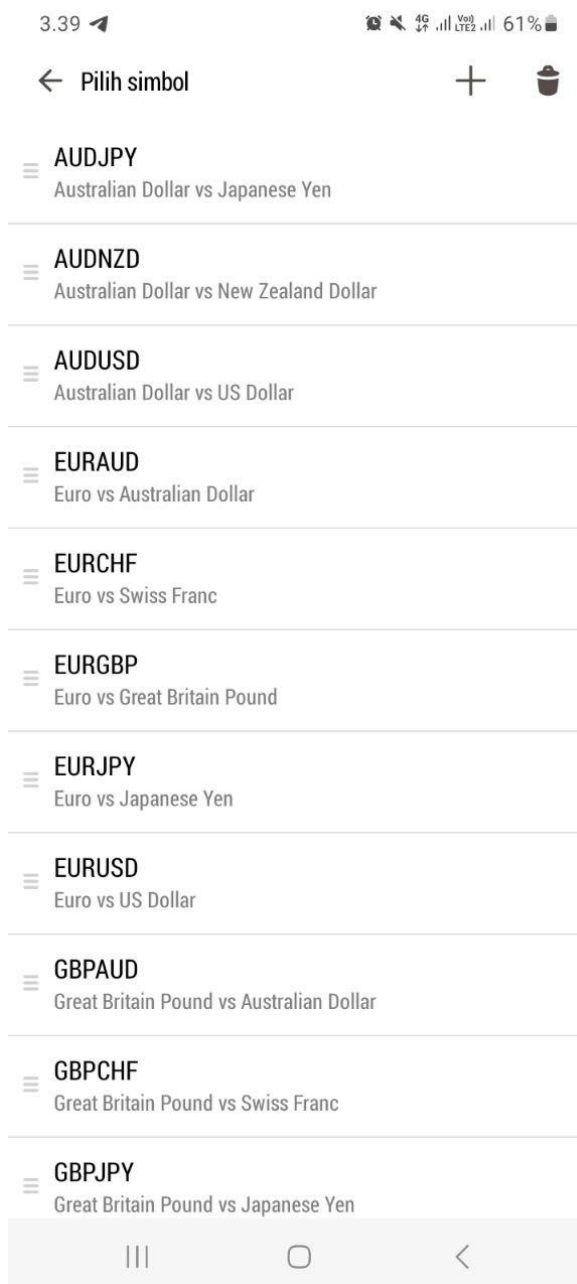 3.39 4G Vo)) LTE2 61%
Pilih simbol
AUDJPY
Australian Dollar vs Japanese Yen
AUDNZD
Australian Dollar vs New Zealand Dollar
AUDUSD
Australian Dollar vs US Dollar
EURAUD
Euro vs Australian Dollar
EURCHF
Euro vs Swiss Franc
EURGBP
Euro vs Great Britain Pound
EURJPY
Euro vs Japanese Yen
EURUSD
Euro vs US Dollar
GBPAUD
Great Britain Pound vs Australian Dollar
GBPCHF
Great Britain Pound vs Swiss Franc
GBPJPY
Great Britain Pound vs Japanese Yen